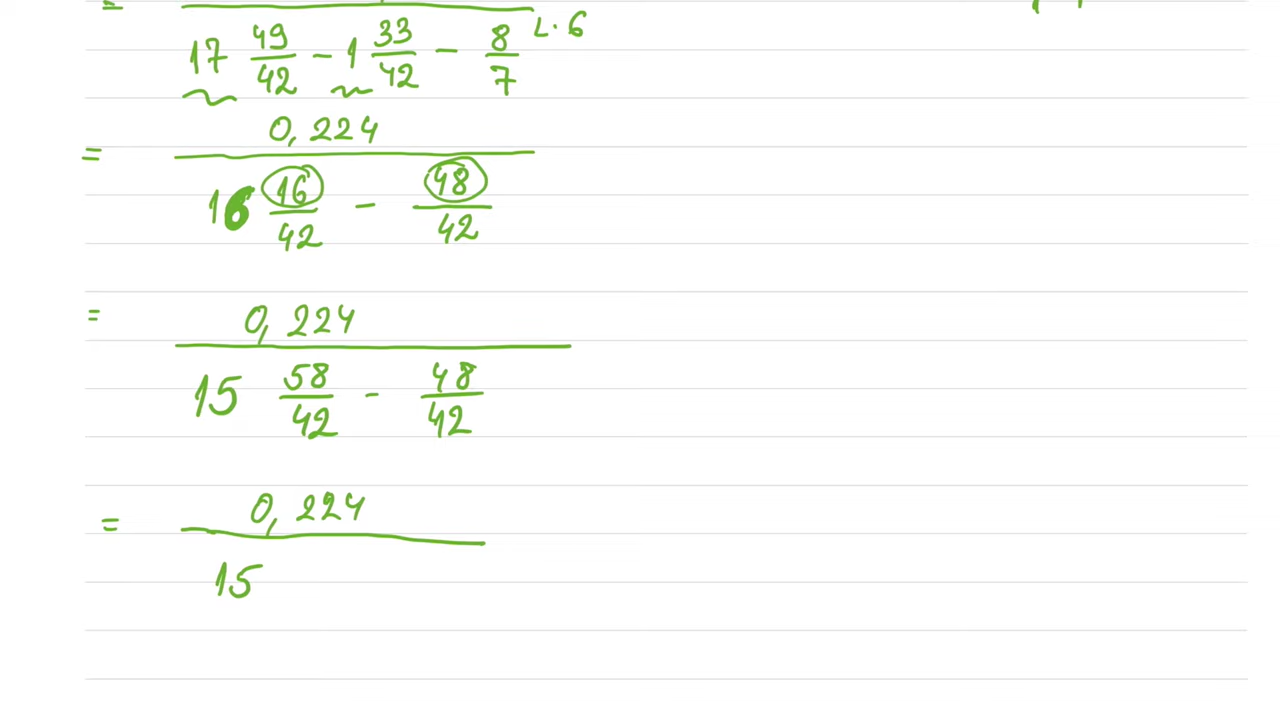 =
17 49/42 - 1 33/42 - 8/7 L·6
= 0,224
16 16/42 - 48/42
= 0,224
15 58/42 - 48/42
= 0,224
15